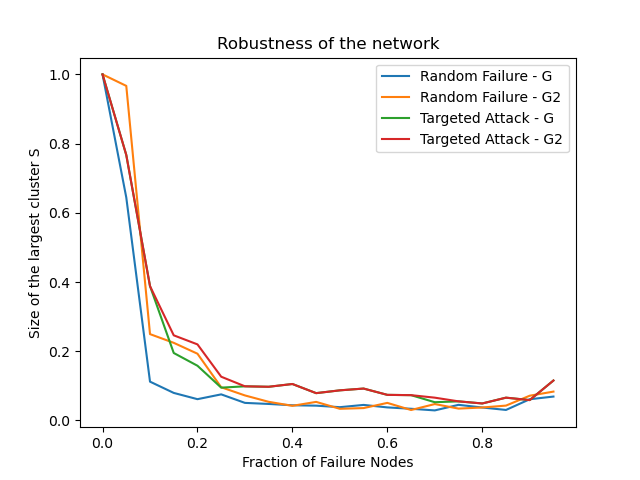 Robustness of the network
Random Failure - G
Random Failure - G2
Targeted Attack - G
Targeted Attack - G2
Size of the largest cluster S
1.0
0.8
0.6
0.4
0.2
0.0
0.0 0.2 0.4 0.6 0.8
Fraction of Failure Nodes